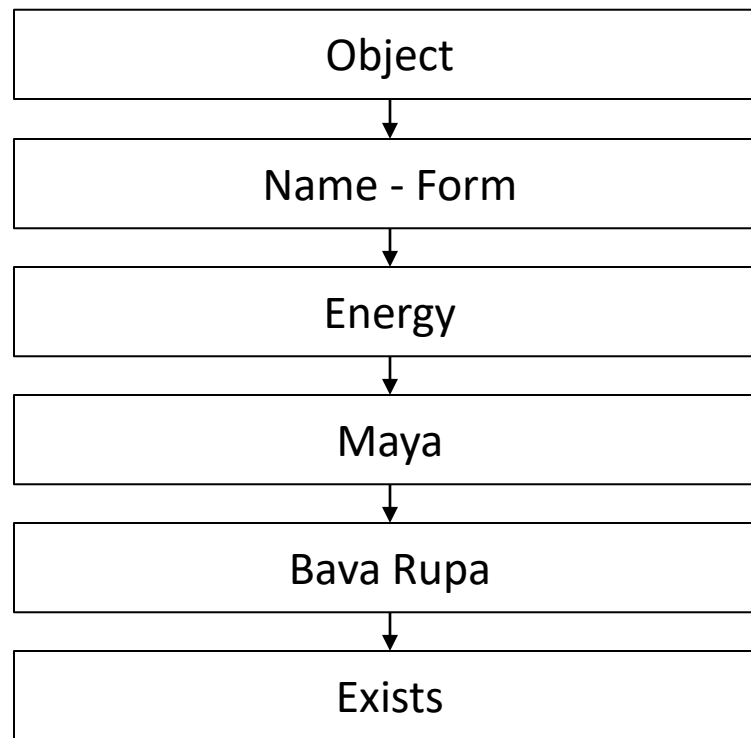 Object
Name - Form
Energy
Maya
Bava Rupa
Exists